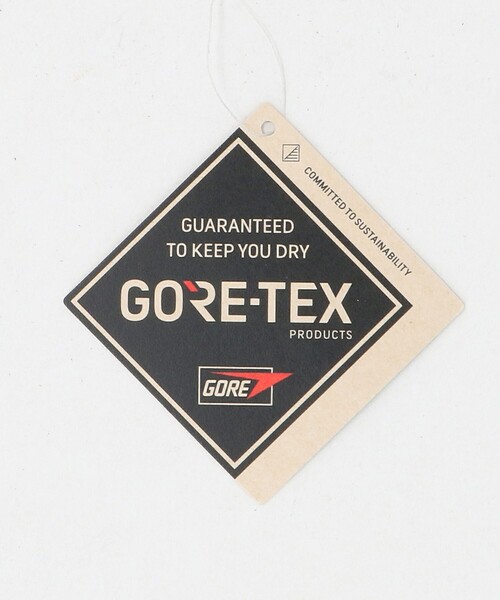 COMMITTED TO SUSTAINABILITY
GUARANTEED
TO KEEP YOU DRY
GORE-TEX
PRODUCTS
GORE